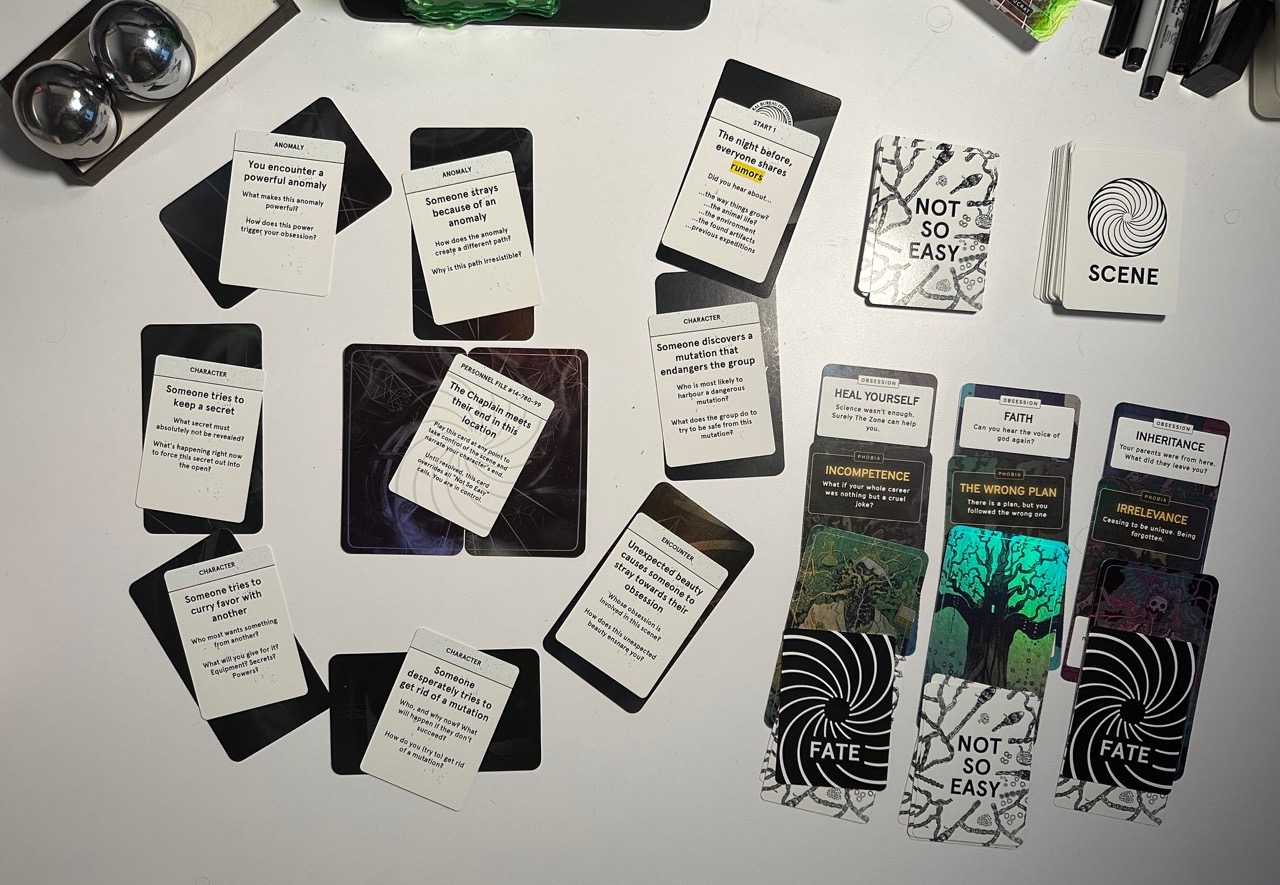 ANOMALY
You encounter a
powerful anomaly
What makes this anomaly
powerful?
How does this power
trigger your obsession?
ANOMALY
Someone strays
because of an
anomaly
How does the anomaly
create a different path?
Why is this path irresistible?
START 1
The night before,
everyone shares
rumors
Did you hear about...
...the way things grow?
...the animal life?
...the environment
...the found artifacts
...previous expeditions
NOT
SO
EASY
SCENE
CHARACTER
Someone tries to
keep a secret
What secret must
absolutely not be revealed?
What's happening right now
to force this secret out into
the open?
PERSONNEL FILE #14-780-99
The Chaplain meets
their end in this
location
Play this card at any point to
take control of the scene and
narrate your character's end.
Until resolved, this card
overrides all "Not So Easy"
calls. You are in control.
CHARACTER
Someone discovers a
mutation that
endangers the group
Who is most likely to
harbour a dangerous
mutation?
What does the group do to
try to be safe from this
mutation?
CHARACTER
Someone tries to
curry favor with
another
Who most wants something
from another?
What will you give for it?
Equipment? Secrets?
Powers?
CHARACTER
Someone
desperately tries to
get rid of a mutation
Who, and why now? What
will happen if they don't
succeed?
How do you (try to) get rid
of a mutation?
ENCOUNTER
Unexpected beauty
causes someone to
stray towards their
obsession
Whose obsession is
involved in this scene?
How does this unexpected
beauty ensnare you?
OBSESSION
HEAL YOURSELF
Science wasn't enough.
Surely The Zone can help
you.
PHOBIA
INCOMPETENCE
What if your whole career
was nothing but a cruel
joke?
FATE
OBSESSION
FAITH
Can you hear the voice of
god again?
PHOBIA
THE WRONG PLAN
There is a plan, but you
followed the wrong one
NOT
SO
EASY
OBSESSION
INHERITANCE
Your parents were from here.
What did they leave you?
PHOBIA
IRRELEVANCE
Ceasing to be unique. Being
forgotten.
FATE